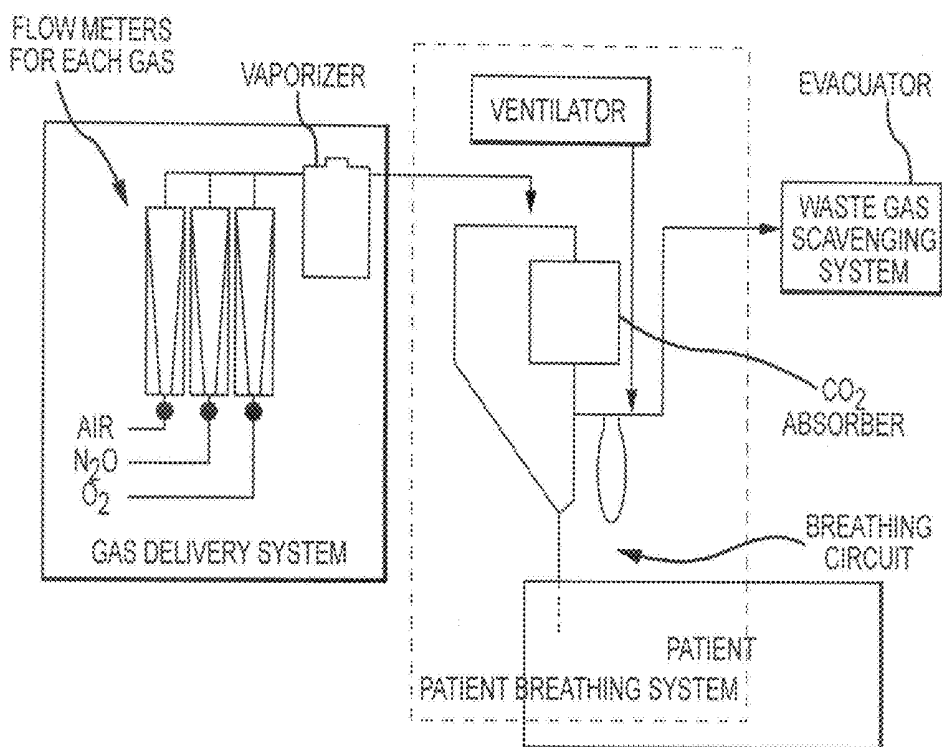 FLOW METERS
FOR EACH GAS
VAPORIZER
VENTILATOR
EVACUATOR
WASTE GAS
SCAVENGING
SYSTEM
CO2
ABSORBER
AIR
N2O
O2
GAS DELIVERY SYSTEM
BREATHING
CIRCUIT
PATIENT
PATIENT BREATHING SYSTEM